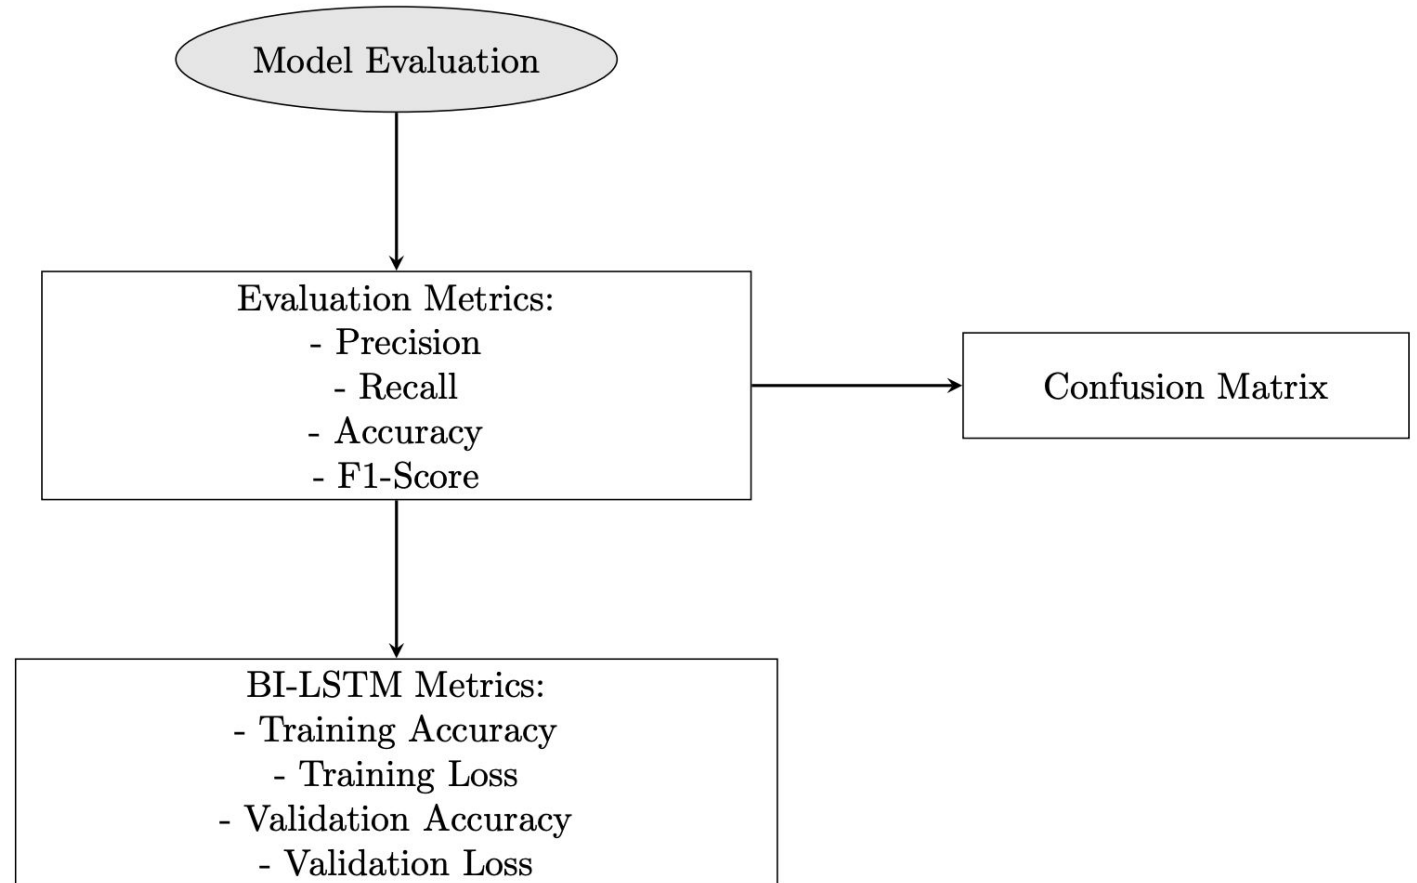 Model Evaluation
Evaluation Metrics:
- Precision
- Recall
- Accuracy
- F1-Score
Confusion Matrix
BI-LSTM Metrics:
- Training Accuracy
- Training Loss
- Validation Accuracy
- Validation Loss